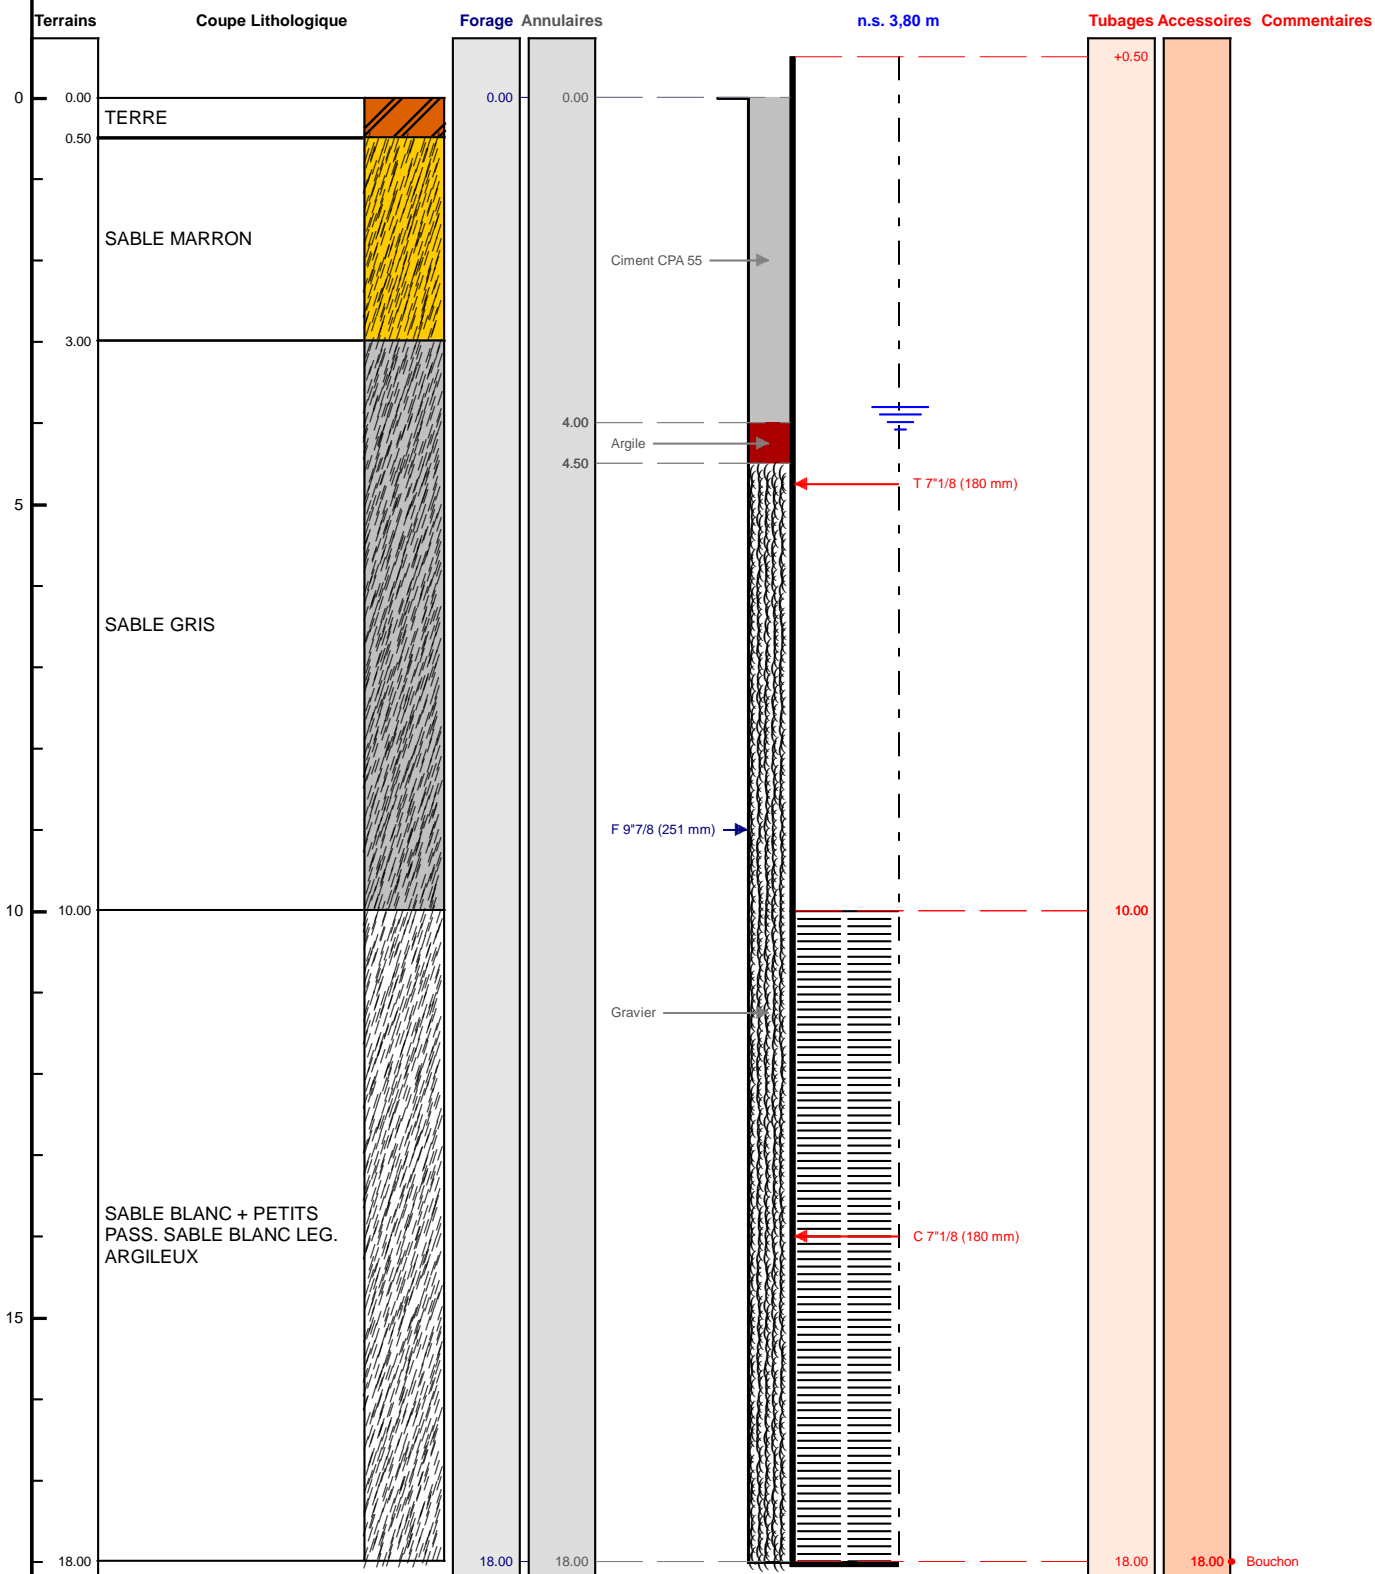 Terrains Coupe Lithologique Forage Annulaires n.s. 3,80 m Tubages Accessoires Commentaires
+0.50
0 0.00 0.00 0.00
TERRE
0.50
SABLE MARRON
Ciment CPA 55
3.00
4.00
Argile
4.50
T 7"1/8 (180 mm)
5
SABLE GRIS
F 9"7/8 (251 mm)
10 10.00 10.00
Gravier
SABLE BLANC + PETITS
PASS. SABLE BLANC LEG.
ARGILEUX
C 7"1/8 (180 mm)
15
18.00 18.00 18.00 18.00 18.00 Bouchon